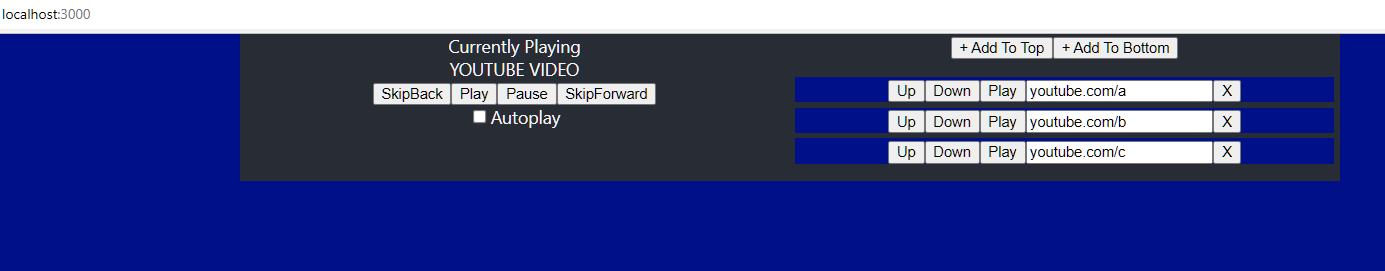 localhost:3000
Currently Playing
YOUTUBE VIDEO
SkipBack Play Pause SkipForward
Autoplay
+ Add To Top + Add To Bottom
Up Down Play youtube.com/a X
Up Down Play youtube.com/b X
Up Down Play youtube.com/c X